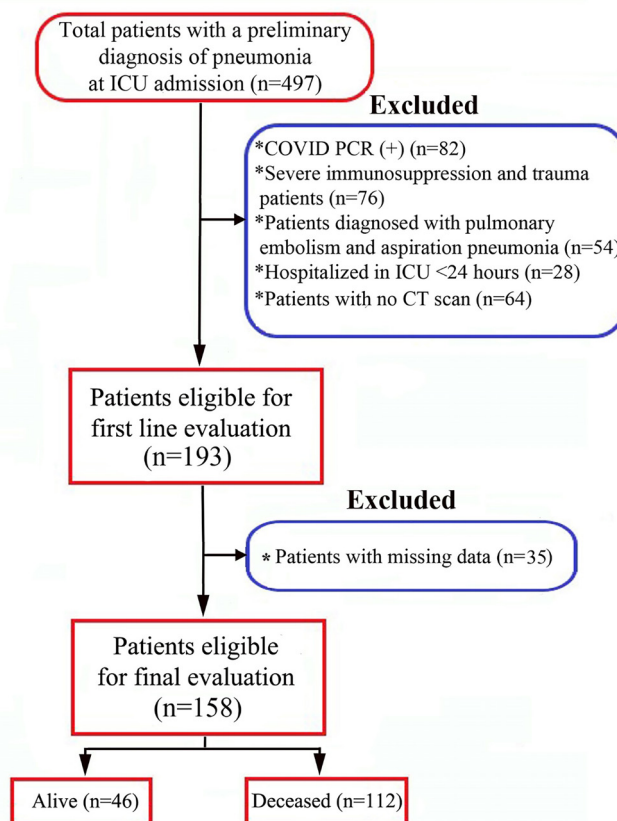 Total patients with a preliminary
diagnosis of pneumonia
at ICU admission (n=497)
Excluded
*COVID PCR (+) (n=82)
*Severe immunosuppression and trauma
patients (n=76)
*Patients diagnosed with pulmonary
embolism and aspiration pneumonia (n=54)
*Hospitalized in ICU <24 hours (n=28)
*Patients with no CT scan (n=64)
Patients eligible for
first line evaluation
(n=193)
Excluded
* Patients with missing data (n=35)
Patients eligible
for final evaluation
(n=158)
Alive (n=46)
Deceased (n=112)